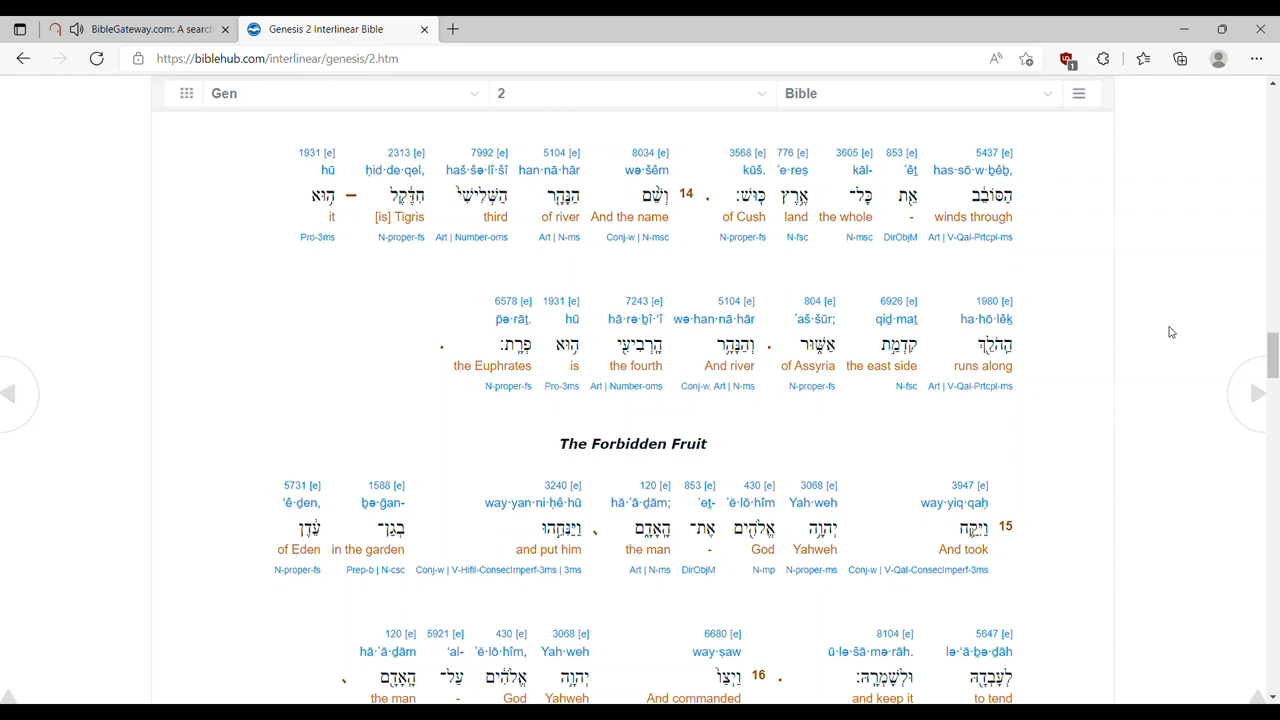 BibleGateway.com: A search
Genesis 2 Interlinear Bible
https://biblehub.com/interlinear/genesis/2.htm
1
Gen 2 Bible
1931 [e] 2313 [e] 7992 [e] 5104 [e] 8034 [e] 3568 [e] 776 [e] 3605 [e] 853 [e] 5437 [e]
hū ḥid·de·qel, haš·šə·lî·šî han·nā·hār wə·šêm kūš. ’e·reṣ kāl- ’êṯ has·sō·w·ḇêḇ,
הַסּוֹבֵ֔ב אֵ֖ת כָּל־ אֶ֥רֶץ כּֽוּשׁ׃ . 14 וְשֵׁ֨ם הַנָּהָ֤ר הַשְּׁלִישִׁי֙ חִדֶּ֔קֶל – ה֥וּא
it [is] Tigris third of river And the name of Cush land the whole - winds through
Pro-3ms N-proper-fs Art | Number-oms Art | N-ms Conj-w | N-msc N-proper-fs N-fsc N-msc DirObjM Art | V-Qal-Prtcpl-ms
6578 [e] 1931 [e] 7243 [e] 5104 [e] 804 [e] 6926 [e] 1980 [e]
p̄ə·rāṯ. hū hā·rə·ḇî·‘î wə·han·nā·hār ’aš·šūr; qiḏ·maṯ ha·hō·lêḵ
הַֽהֹלֵ֖ךְ קִדְמַ֣ת אַשּׁ֑וּר . וְהַנָּהָ֥ר הָֽרְבִיעִ֖י ה֥וּא פְרָֽת׃ .
the Euphrates is the fourth And river of Assyria the east side runs along
N-proper-fs Pro-3ms Art | Number-oms Conj-w, Art | N-ms N-proper-fs N-fsc Art | V-Qal-Prtcpl-ms
The Forbidden Fruit
5731 [e] 1588 [e] 3240 [e] 120 [e] 853 [e] 430 [e] 3068 [e] 3947 [e]
‘ê·ḏen, ḇə·ḡan- way·yan·ni·ḥê·hū hā·’ā·ḏām; ’eṯ- ’ĕ·lō·hîm Yah·weh way·yiq·qaḥ
15 וַיִּקַּ֛ח יְהוָ֥ה אֱלֹהִ֖ים אֶת־ הָֽאָדָ֑ם 、 וַיַּנִּחֵ֣הוּ בְגַן־ עֵ֔דֶן
of Eden in the garden and put him the man - God Yahweh And took
N-proper-fs Prep-b | N-csc Conj-w | V-Hifil-ConsecImperf-3ms | 3ms Art | N-ms DirObjM N-mp N-proper-ms Conj-w | V-Qal-ConsecImperf-3ms
120 [e] 5921 [e] 430 [e] 3068 [e] 6680 [e] 8104 [e] 5647 [e]
hā·’ā·ḏām ‘al- ’ĕ·lō·hîm, Yah·weh way·ṣaw ū·lə·šā·mə·rāh. lə·‘ā·ḇə·ḏāh
לְעָבְדָ֖הּ וּלְשָׁמְרָֽהּ׃ . 16 וַיְצַו֙ יְהוָ֣ה אֱלֹהִ֔ים עַל־ הָֽאָדָ֖ם 、
the man - God Yahweh And commanded and keep it to tend